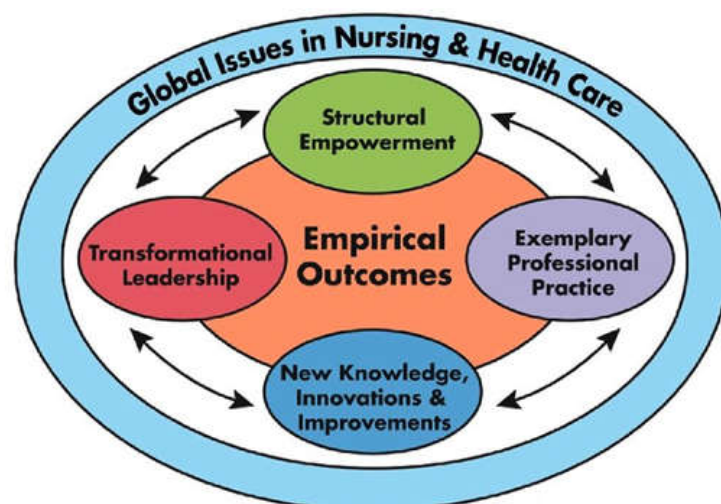 Global Issues in Nursing & Health Care
Structural
Empowerment
Transformational
Leadership
Empirical
Outcomes
Exemplary
Professional
Practice
New Knowledge,
Innovations &
Improvements